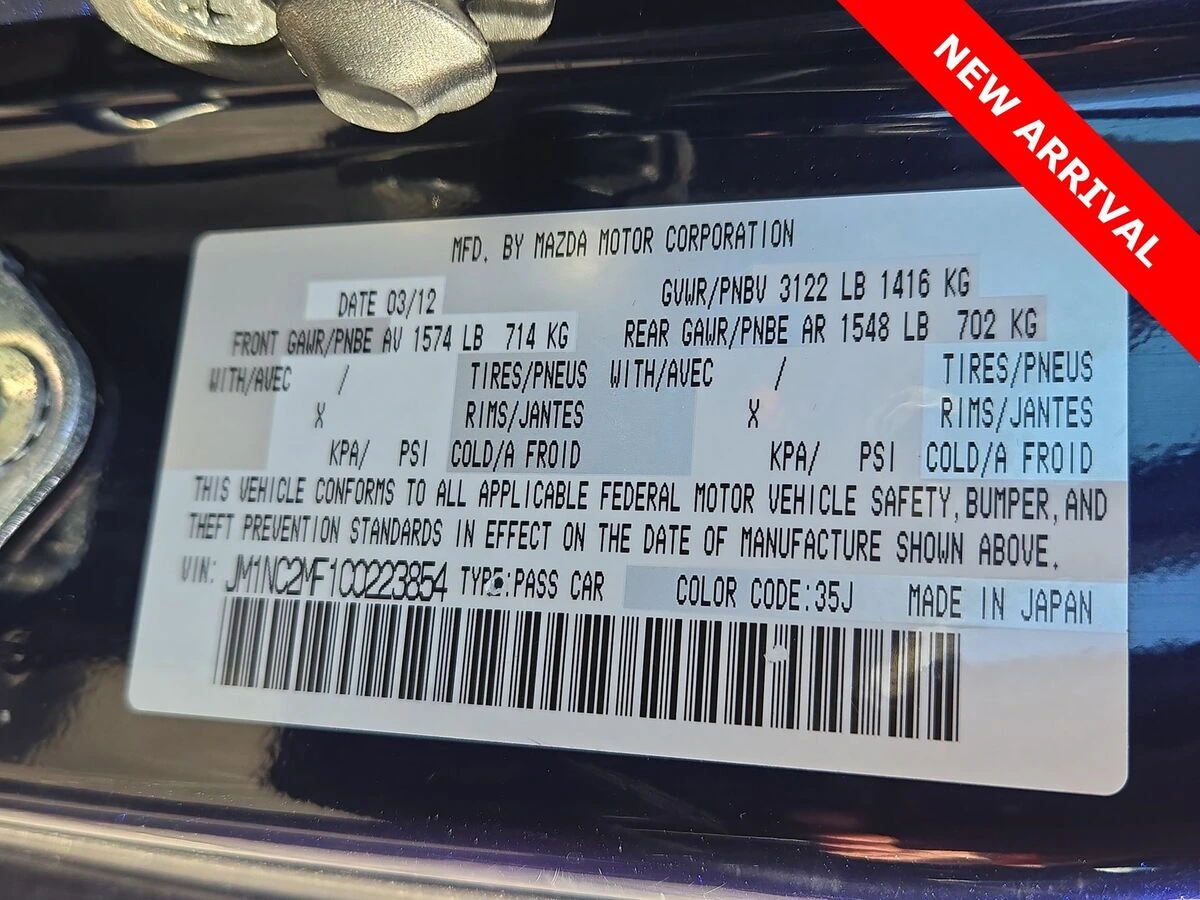 NEW ARRIVAL
MFD. BY MAZDA MOTOR CORPORATION
DATE 03/12 GVWR/PNBV 3122 LB 1416 KG
FRONT GAWR/PNBE AV 1574 LB 714 KG REAR GAWR/PNBE AR 1548 LB 702 KG
WITH/AVEC / TIRES/PNEUS WITH/AVEC / TIRES/PNEUS
X RIMS/JANTES X RIMS/JANTES
KPA/ PSI COLD/A FROID KPA/ PSI COLD/A FROID
THIS VEHICLE CONFORMS TO ALL APPLICABLE FEDERAL MOTOR VEHICLE SAFETY, BUMPER, AND
THEFT PREVENTION STANDARDS IN EFFECT ON THE DATE OF MANUFACTURE SHOWN ABOVE.
VIN: JM1NC2MF1C0223854 TYPE:PASS CAR COLOR CODE:35J MADE IN JAPAN